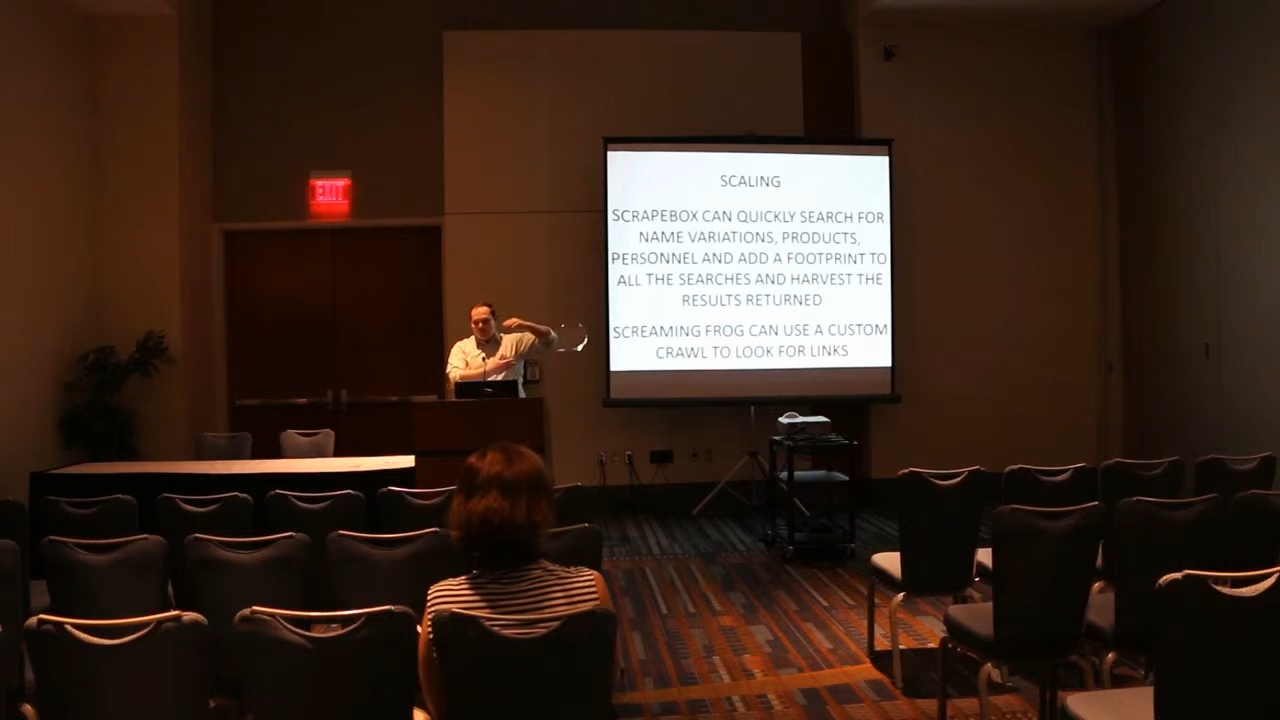 EXIT
SCALING
SCRAPEBOX CAN QUICKLY SEARCH FOR
NAME VARIATIONS, PRODUCTS,
PERSONNEL AND ADD A FOOTPRINT TO
ALL THE SEARCHES AND HARVEST THE
RESULTS RETURNED
SCREAMING FROG CAN USE A CUSTOM
CRAWL TO LOOK FOR LINKS